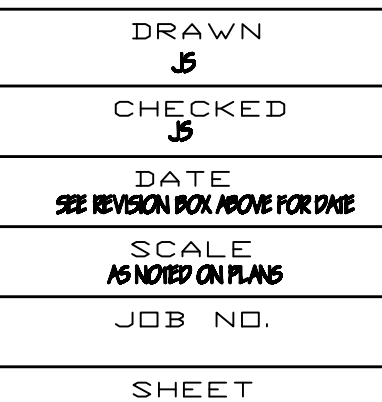 DRAWN
JS
CHECKED
JS
DATE
SEE REVISION BOX ABOVE FOR DATE
SCALE
AS NOTED ON PLANS
JOB NO.
SHEET